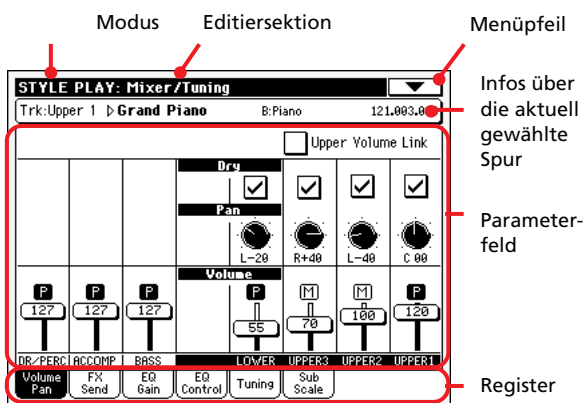 Modus Editiersektion Menüpfeil
STYLE PLAY: Mixer/Tuning
Trk:Upper 1 Grand Piano B:Piano 121.003.0
Infos über
die aktuell
gewählte
Spur
Upper Volume Link
Dry
Pan
L-20 R+40 L-40 C 00
Parameter-
feld
Volume
P P P P M M P
127 127 127 55 70 100 120
DR/PERC ACCOMP BASS LOWER UPPER3 UPPER2 UPPER1
Volume Pan
FX Send
EQ Gain
EQ Control
Tuning
Sub Scale
Register